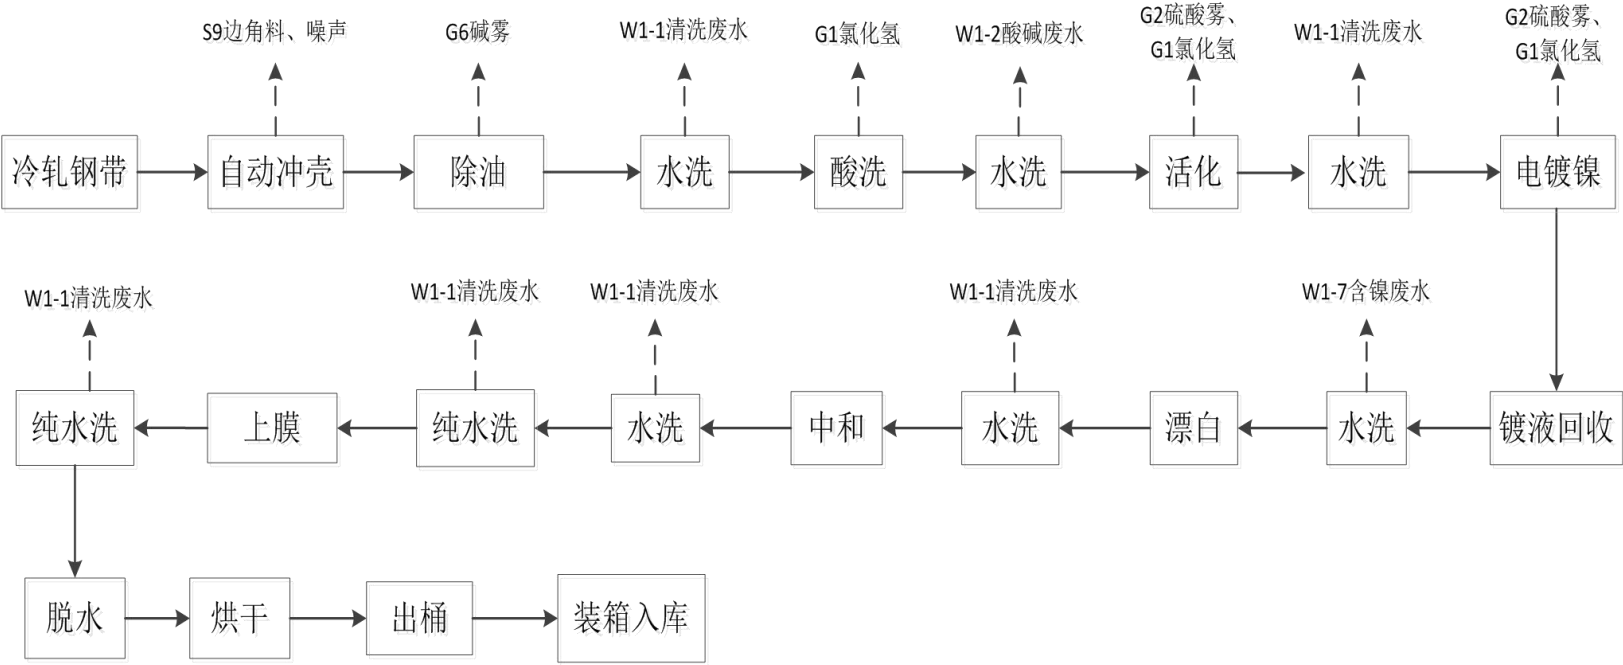 S9边角料、噪声
G6碱雾
W1-1清洗废水
G1氯化氢
W1-2酸碱废水
G2硫酸雾、
G1氯化氢
W1-1清洗废水
G2硫酸雾、
G1氯化氢
冷轧钢带
自动冲壳
除油
水洗
酸洗
水洗
活化
水洗
电镀镍
W1-1清洗废水
W1-1清洗废水
W1-1清洗废水
W1-1清洗废水
W1-7含镍废水
纯水洗
上膜
纯水洗
水洗
中和
水洗
漂白
水洗
镀液回收
脱水
烘干
出桶
装箱入库